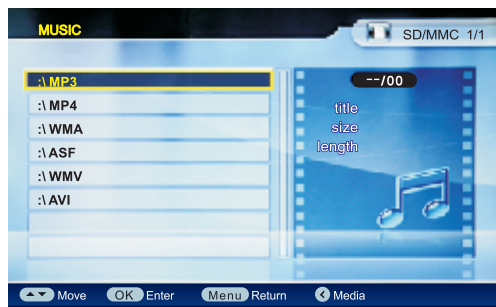 MUSIC
SD/MMC 1/1
:\ MP3
--/00
:\ MP4
title
:\ WMA
size
:\ ASF
length
:\ WMV
:\ AVI
Move OK Enter Menu Return Media